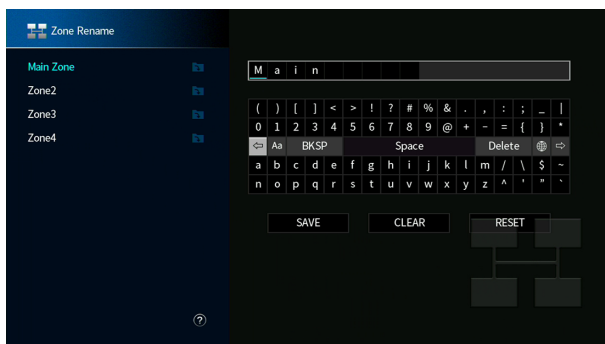 Zone Rename
Main Zone
Zone2
Zone3
Zone4
Main
( ) [ ] < > ! ? # % & . , : ; _ |
0 1 2 3 4 5 6 7 8 9 @ + - = { } *
⇦ Aa BKSP Space Delete ⇨
a b c d e f g h i j k l m / \ $ ~
n o p q r s t u v w x y z ^ ' " `
SAVE CLEAR RESET
?